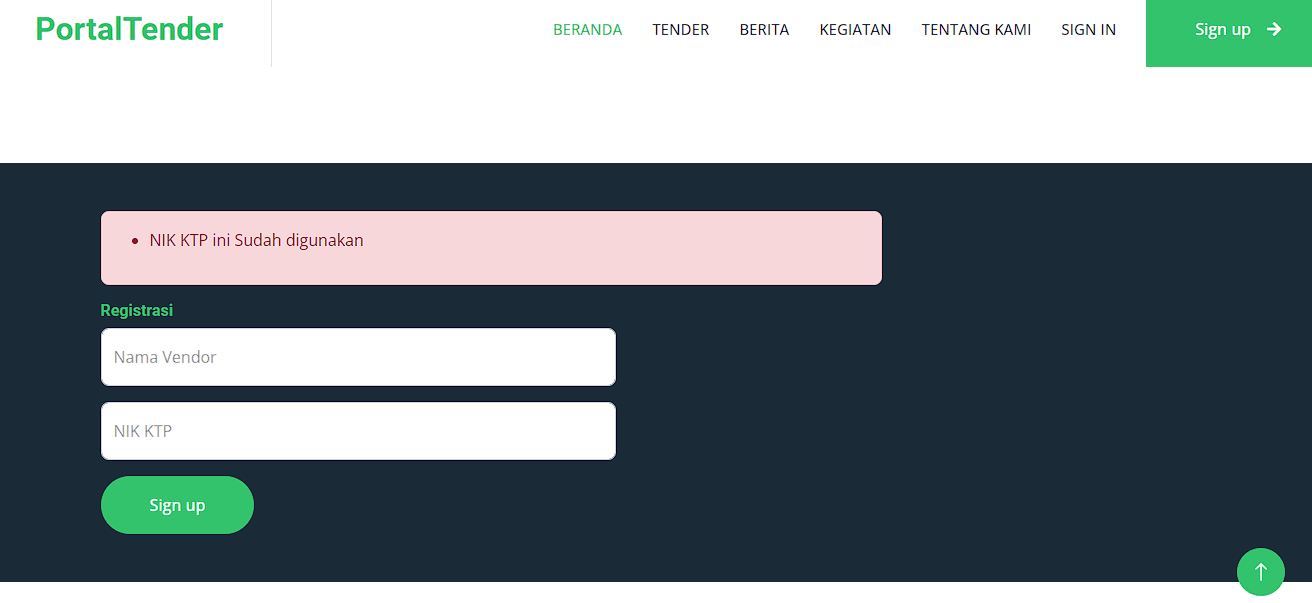 PortalTender
BERANDA TENDER BERITA KEGIATAN TENTANG KAMI SIGN IN Sign up
NIK KTP ini Sudah digunakan
Registrasi
Nama Vendor
NIK KTP
Sign up